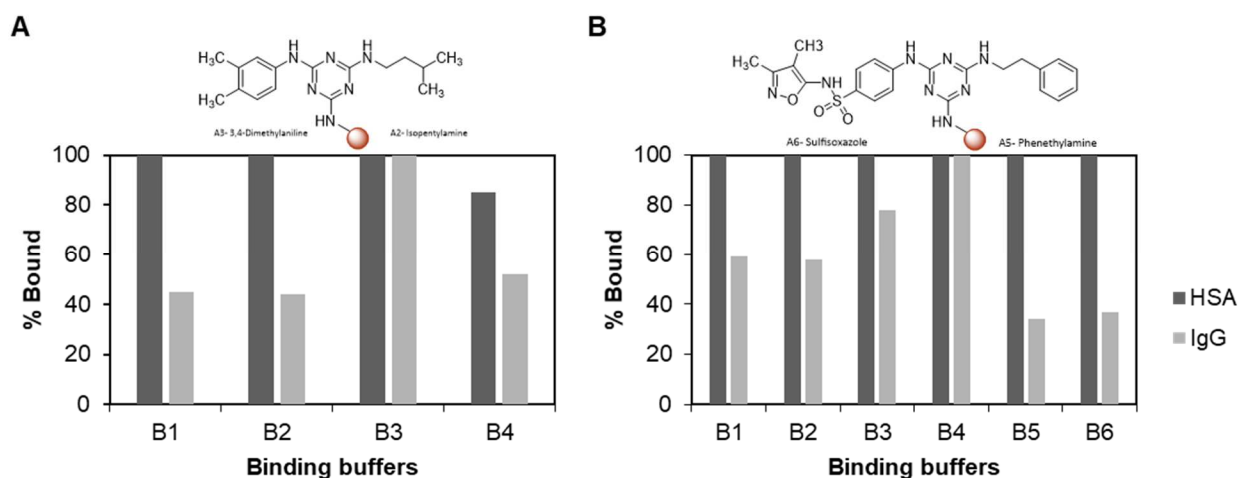 A
B
H
N
N
H
N
H₃C
H₃C
N
N
CH₃
CH₃
HN
A3- 3,4-Dimethylaniline
A2- Isopentylamine
H₃C
CH3
N
O
NH
S
O
O
H
N
N
H
N
N
N
HN
A6- Sulfisoxazole
A5- Phenethylamine
% Bound
100
80
60
40
20
0
B1
B2
B3
B4
Binding buffers
% Bound
100
80
60
40
20
0
B1
B2
B3
B4
B5
B6
Binding buffers
HSA
IgG